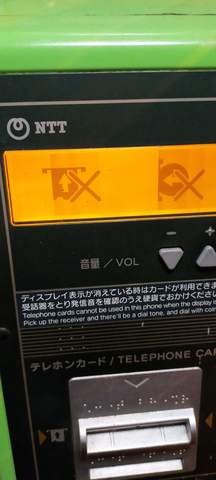 NTT
音量 / VOL
− +
ディスプレイ表示が消えている時はカードが利用できま
受話器をとり発信音を確認のうえ硬貨でおかけください
Telephone cards cannot be used in this phone when the display is
Pick up the receiver and there'll be a dial tone, and dial with coin
テレホンカード / TELEPHONE CA